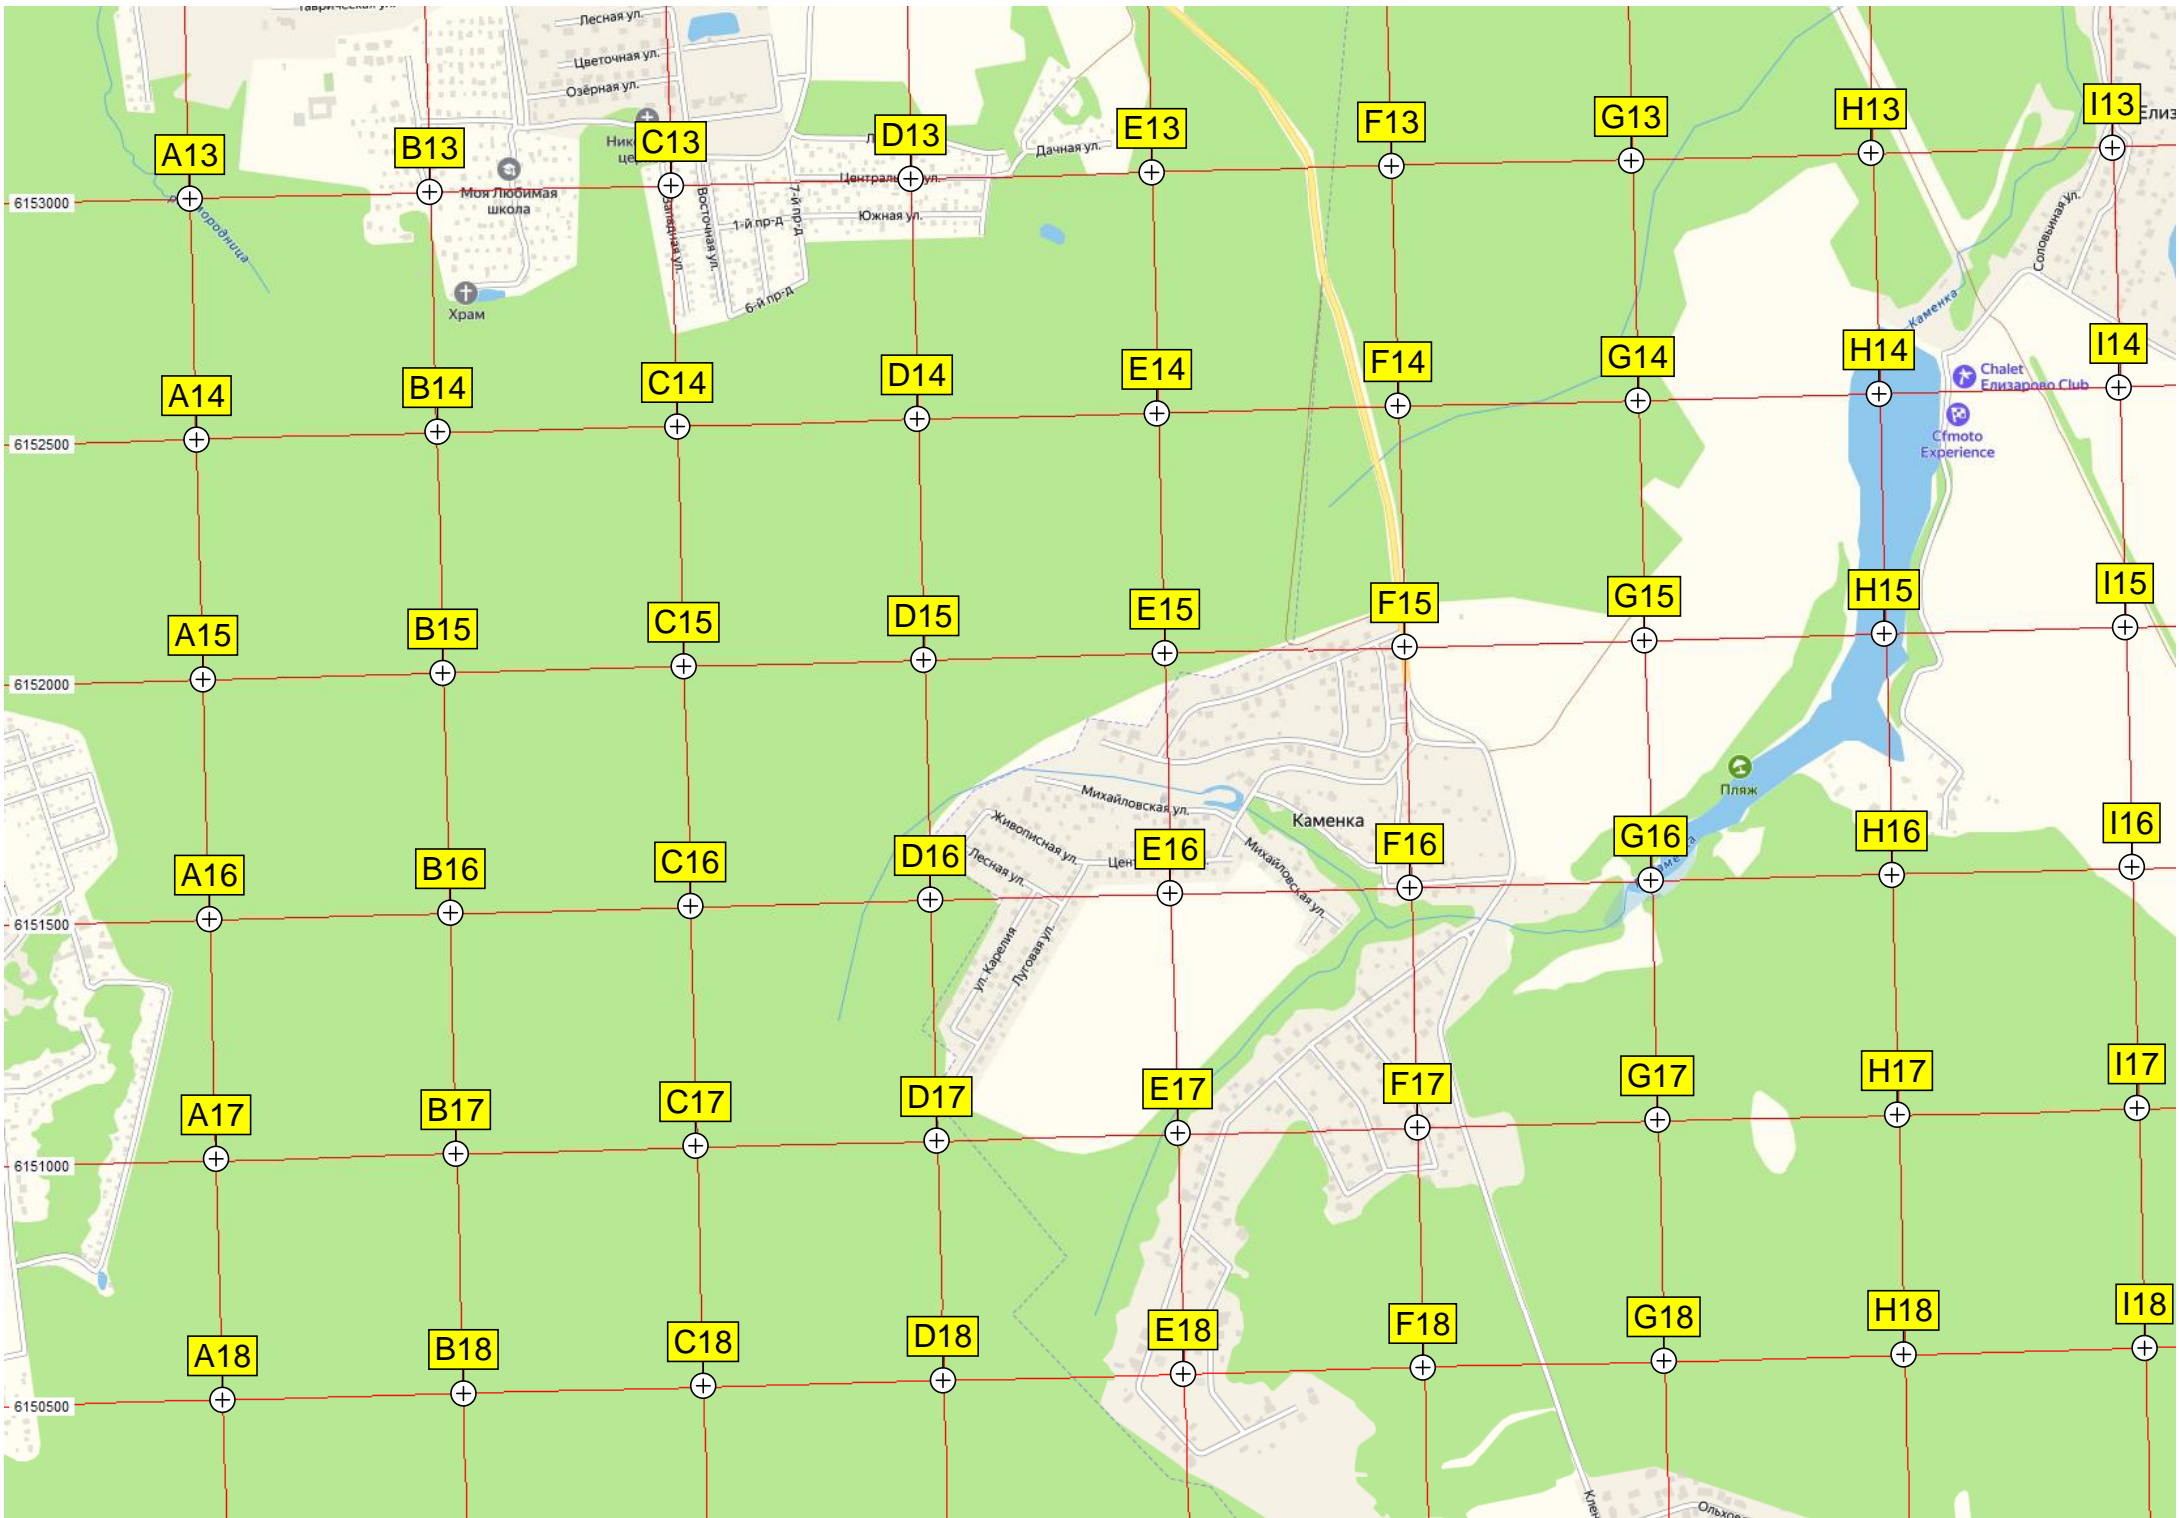 Лесная ул.
Цветочная ул.
Озёрная ул.
I13
H13
G13
F13
E13
D13
C13
B13
A13
Дачная ул.
6153000
Моя Любимая
школа
7-й пр-д
Южная ул.
1-й пр-д
Восточная ул.
Западная ул.
6-й пр-д
Соловьиная ул.
Храм
Каменка
A14
B14
C14
D14
E14
F14
G14
H14
I14
Chalet
Елизарово Club
Cfmoto
Experience
6152500
A15
B15
C15
D15
E15
F15
G15
H15
I15
6152000
Пляж
Михайловская ул.
Живописная ул.
Лесная ул.
Каменка
Михайловская ул.
A16
B16
C16
D16
E16
F16
G16
H16
I16
6151500
ул. Карелия
Луговая ул.
A17
B17
C17
D17
E17
F17
G17
H17
I17
6151000
A18
B18
C18
D18
E18
F18
G18
H18
I18
6150500